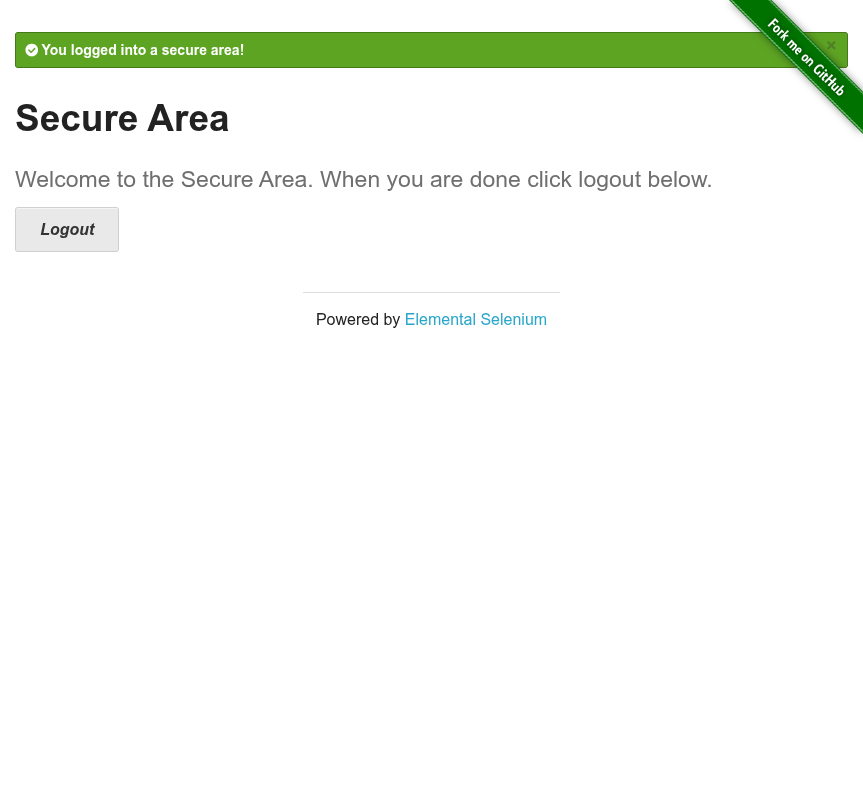 You logged into a secure area!
×
Fork me on GitHub
Secure Area
Welcome to the Secure Area. When you are done click logout below.
Logout
Powered by Elemental Selenium